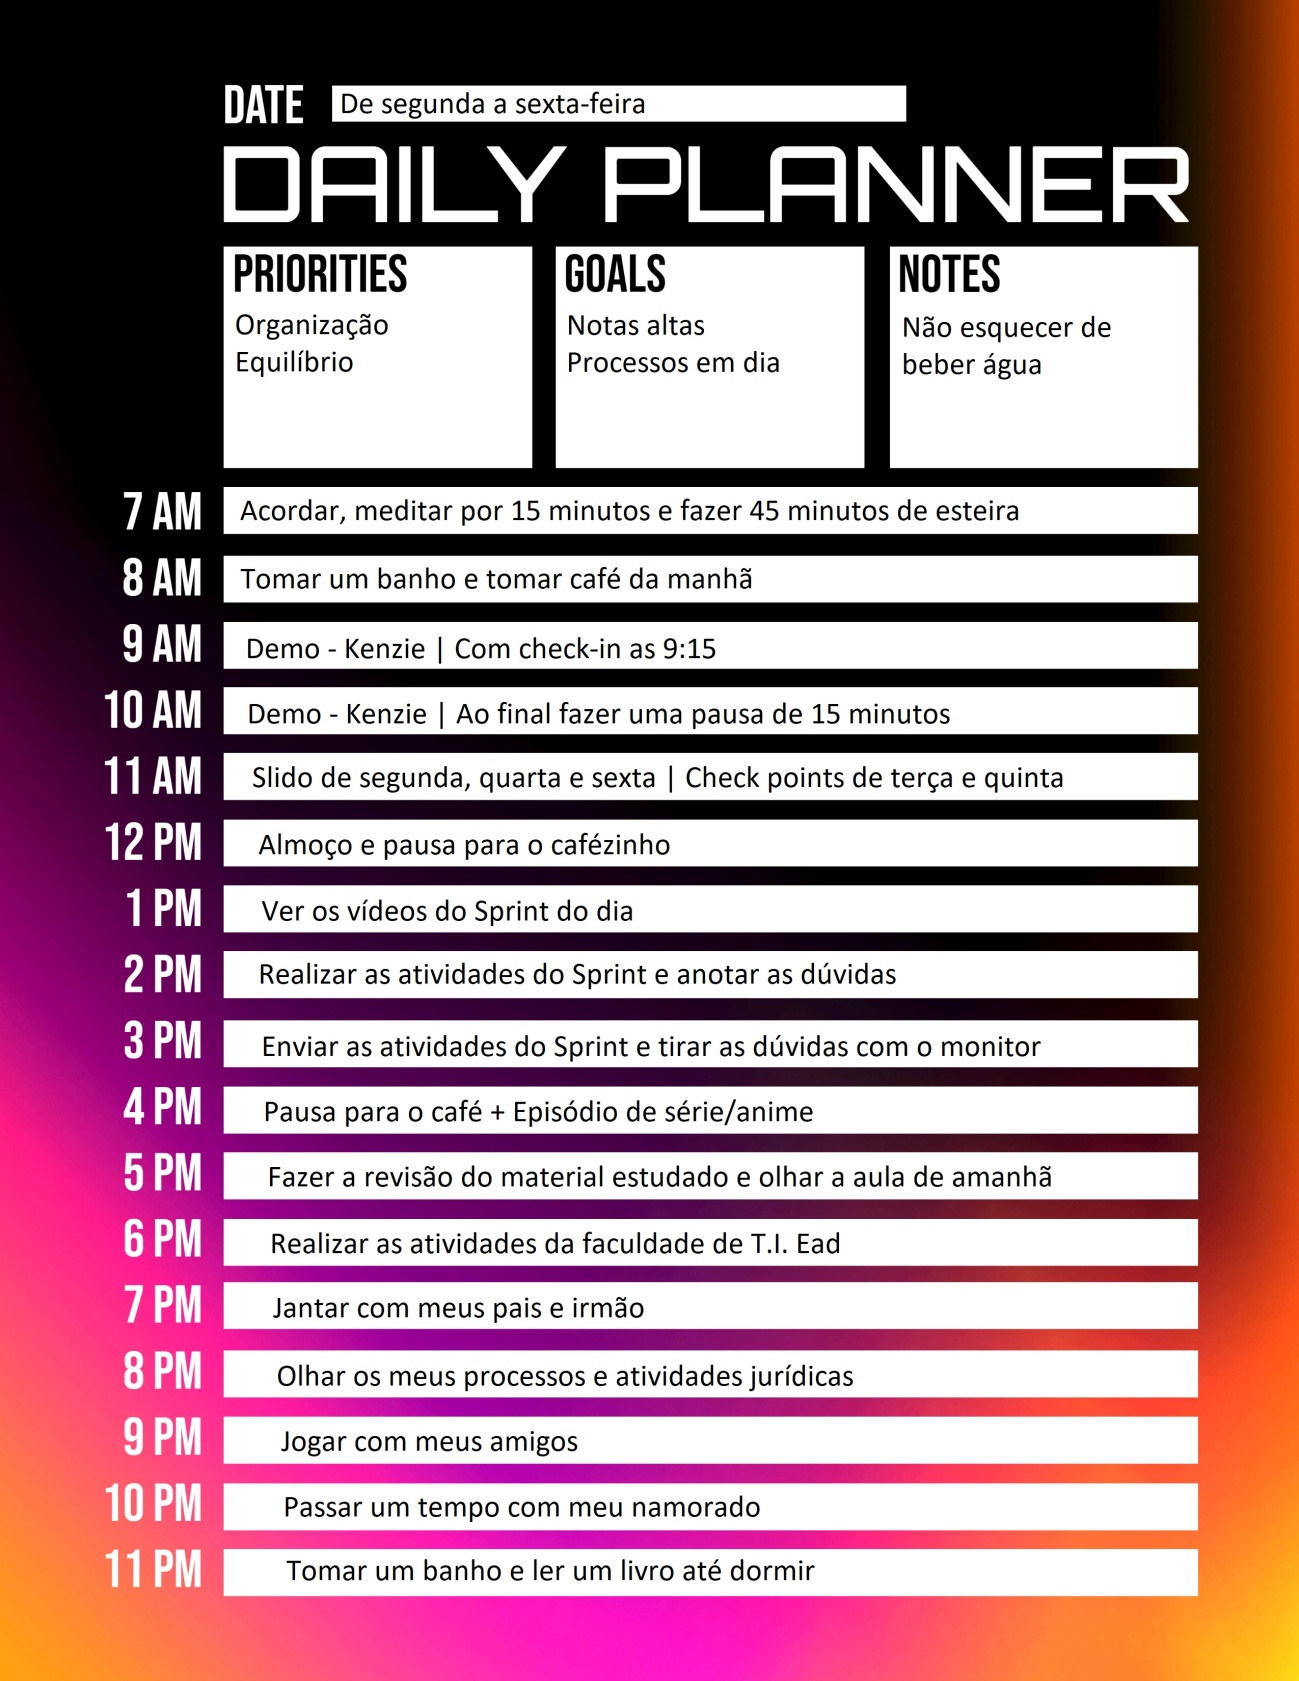 DATE De segunda a sexta-feira
DAILY PLANNER
PRIORITIES
Organização
Equilíbrio
GOALS
Notas altas
Processos em dia
NOTES
Não esquecer de
beber água
7 AM Acordar, meditar por 15 minutos e fazer 45 minutos de esteira
8 AM Tomar um banho e tomar café da manhã
9 AM Demo - Kenzie | Com check-in as 9:15
10 AM Demo - Kenzie | Ao final fazer uma pausa de 15 minutos
11 AM Slido de segunda, quarta e sexta | Check points de terça e quinta
12 PM Almoço e pausa para o cafézinho
1 PM Ver os vídeos do Sprint do dia
2 PM Realizar as atividades do Sprint e anotar as dúvidas
3 PM Enviar as atividades do Sprint e tirar as dúvidas com o monitor
4 PM Pausa para o café + Episódio de série/anime
5 PM Fazer a revisão do material estudado e olhar a aula de amanhã
6 PM Realizar as atividades da faculdade de T.I. Ead
7 PM Jantar com meus pais e irmão
8 PM Olhar os meus processos e atividades jurídicas
9 PM Jogar com meus amigos
10 PM Passar um tempo com meu namorado
11 PM Tomar um banho e ler um livro até dormir